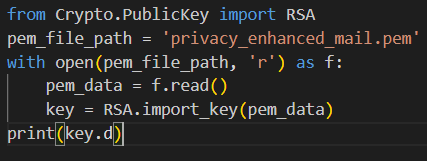 from Crypto.PublicKey import RSA
pem_file_path = 'privacy_enhanced_mail.pem'
with open(pem_file_path, 'r') as f:
    pem_data = f.read()
    key = RSA.import_key(pem_data)
print(key.d)